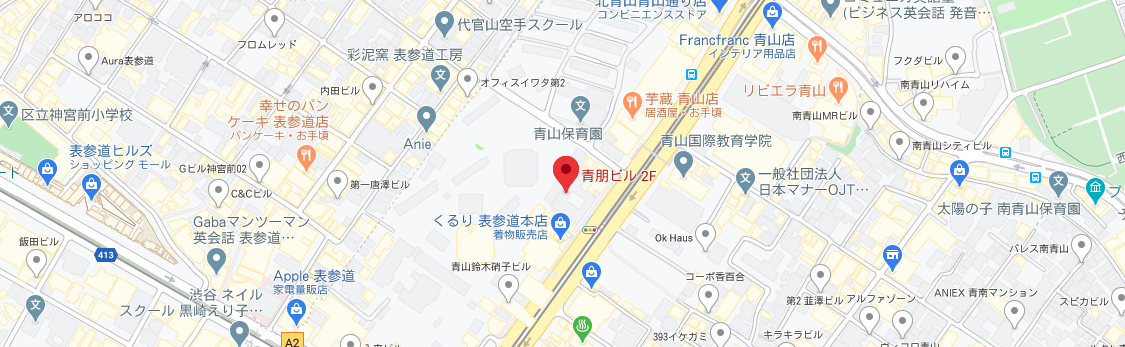 アロココ
フロムレッド
代官山空手スクール
北青山青山通り店
コンビニエンスストア
(ビジネス英会話 発音…
Francfranc 青山店
インテリア用品店
Aura表参道
彩泥窯 表参道工房
オフィスイワタ第2
フクダビル
内田ビル
リビエラ青山
南青山リハイム
区立神宮前小学校
幸せのパン
ケーキ 表参道店
パンケーキ・お手頃
Anie
青山保育園
芋蔵 青山店
居酒屋・お手頃
南青山MRビル
青山国際教育学院
南青山シティビル
表参道ヒルズ
ショッピング モール
Gビル神宮前02
第一唐澤ビル
C&Cビル
青朋ビル 2F
一般社団法人
日本マナーOJT…
太陽の子 南青山保育園
Gabaマンツーマン
英会話 表参道…
くるり 表参道本店
着物販売店
飯田ビル
413
Ok Haus
パレス南青山
青山鈴木硝子ビル
コーポ香百合
Apple 表参道
家電量販店
渋谷 ネイル
スクール 黒崎えり子…
第2 韮澤ビル
アルファゾーン
ANIEX 青南マンション
スピカビル
393イケガミ
キラキラビル
ヴィコロ青山
A2